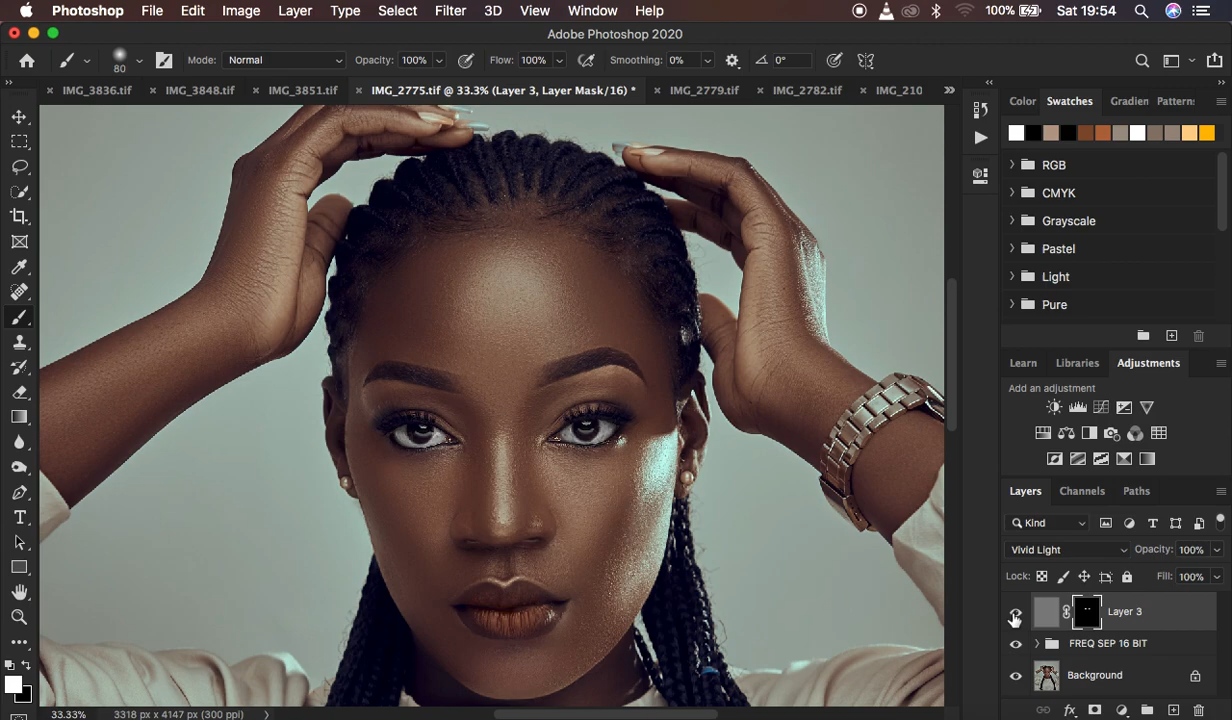 Photoshop File Edit Image Layer Type Select Filter 3D View Window Help 100% Sat 19:54
Adobe Photoshop 2020
80 Mode: Normal Opacity: 100% Flow: 100% Smoothing: 0% 0°
IMG_3836.tif IMG_3848.tif IMG_3851.tif IMG_2775.tif @ 33.3% (Layer 3, Layer Mask/16) * IMG_2779.tif IMG_2782.tif IMG_210
Color Swatches Gradien Pattern:
RGB
CMYK
Grayscale
Pastel
Light
Pure
Learn Libraries Adjustments
Add an adjustment
Layers Channels Paths
Kind
Vivid Light Opacity: 100%
Lock: Fill: 100%
Layer 3
FREQ SEP 16 BIT
Background
fx
33.33% 3318 px x 4147 px (300 ppi)